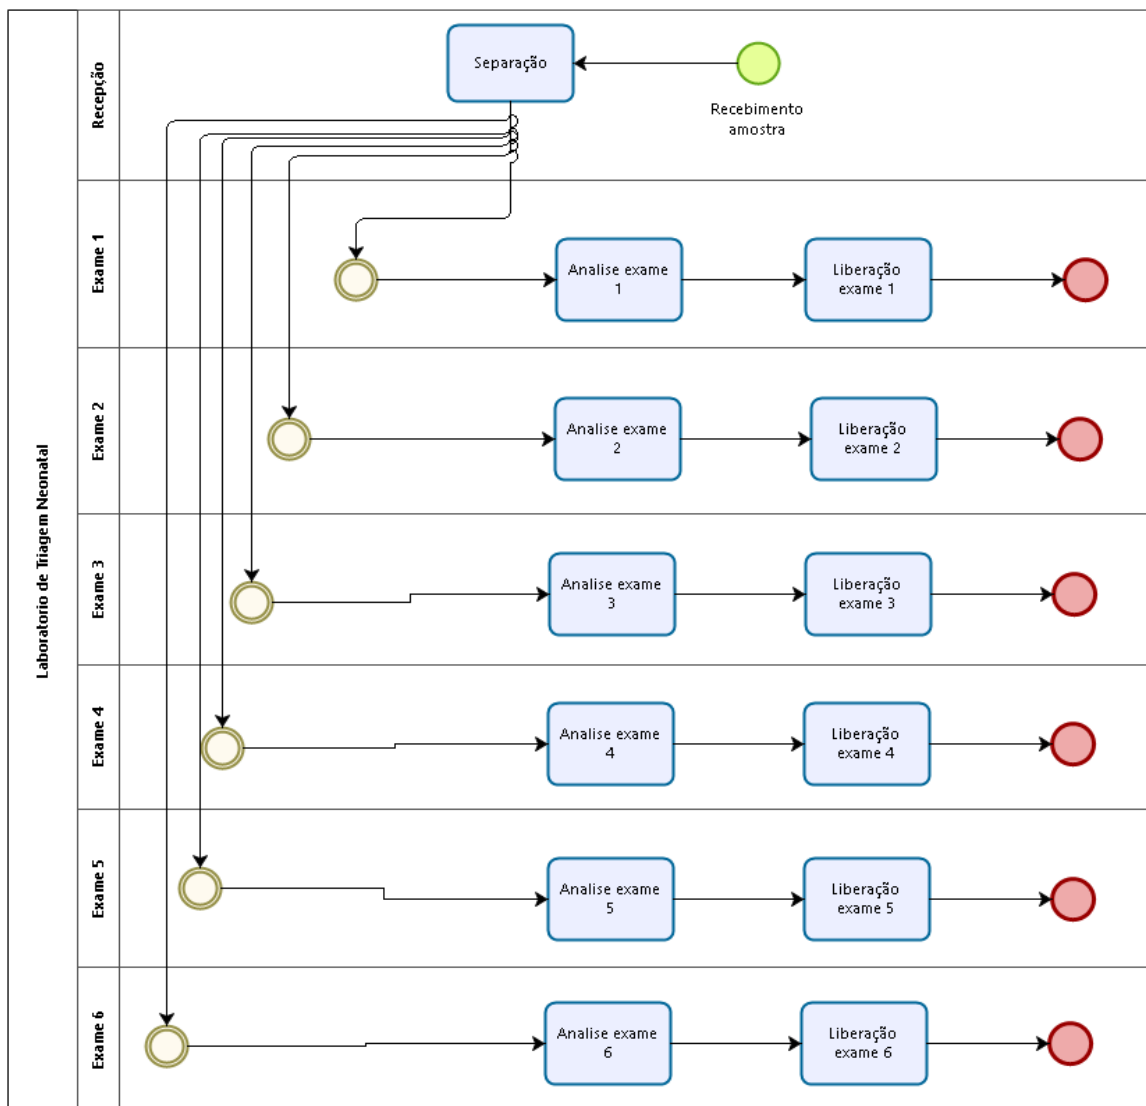 Laboratorio de Triagem Neonatal
Recepção
Separação
Recebimento
amostra
Exame 1
Analise exame
1
Liberação
exame 1
Exame 2
Analise exame
2
Liberação
exame 2
Exame 3
Analise exame
3
Liberação
exame 3
Exame 4
Analise exame
4
Liberação
exame 4
Exame 5
Analise exame
5
Liberação
exame 5
Exame 6
Analise exame
6
Liberação
exame 6